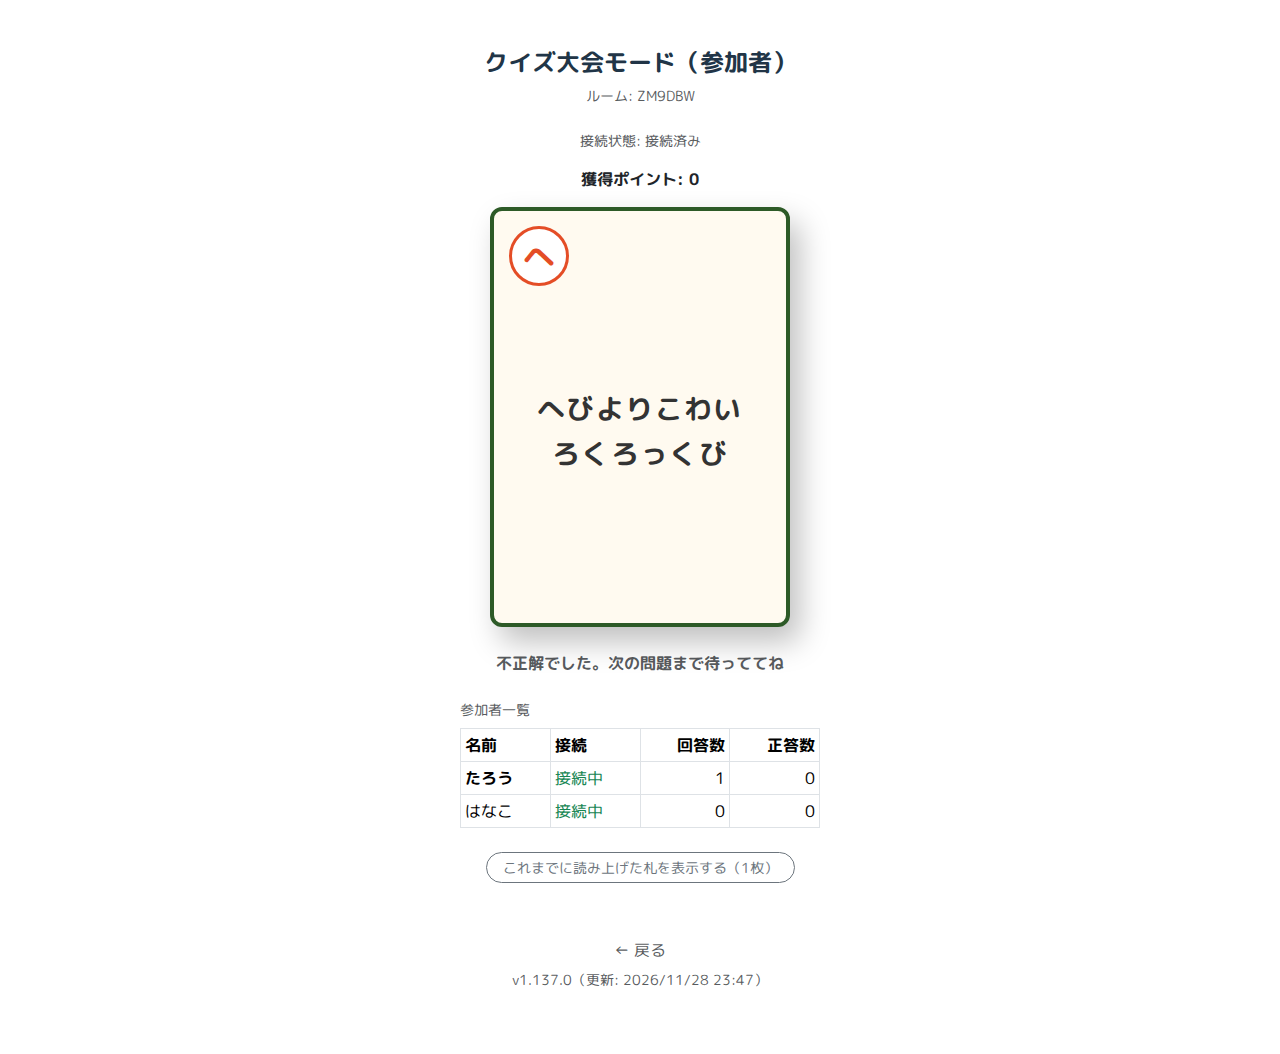 クイズ大会モード（参加者）
ルーム: ZM9DBW
接続状態: 接続済み
獲得ポイント: 0
へ
へびよりこわい
ろくろっくび
不正解でした。次の問題まで待っててね
参加者一覧
名前 接続 回答数 正答数
たろう 接続中 1 0
はなこ 接続中 0 0
これまでに読み上げた札を表示する（1枚）
← 戻る
v1.137.0（更新: 2026/11/28 23:47）